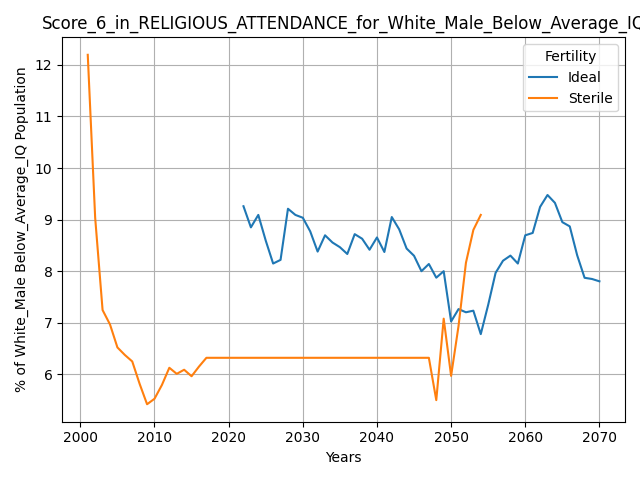 Score_6_in_RELIGIOUS_ATTENDANCE_for_White_Male_Below_Average_IQ
Fertility
Ideal
Sterile
% of White_Male Below_Average_IQ Population
12
11
10
9
8
7
6
2000 2010 2020 2030 2040 2050 2060 2070
Years